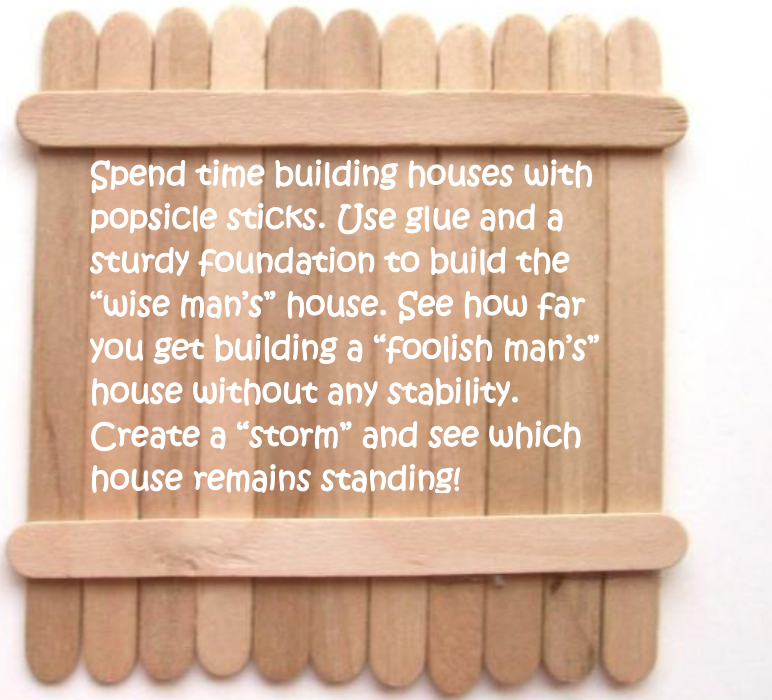 Spend time building houses with
popsicle sticks. Use glue and a
sturdy foundation to build the
“wise man’s” house. See how far
you get building a “foolish man’s”
house without any stability.
Create a “storm” and see which
house remains standing!